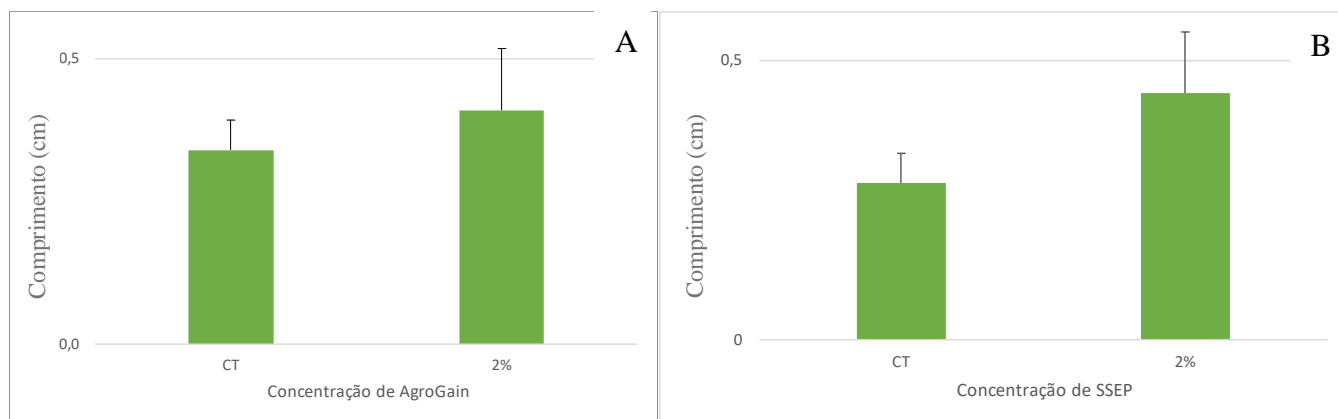 A
0,5
Comprimento (cm)
0,0
CT
2%
Concentração de AgroGain
B
0,5
Comprimento (cm)
0
CT
2%
Concentração de SSEP